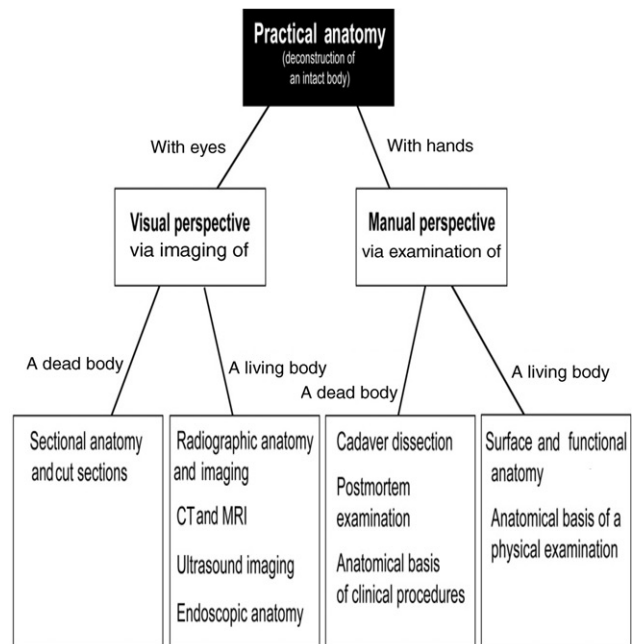 Practical anatomy
(deconstruction of
an intact body)
With eyes
With hands
Visual perspective
via imaging of
Manual perspective
via examination of
A dead body
A living body
A dead body
A living body
Sectional anatomy
and cut sections
Radiographic anatomy
and imaging
CT and MRI
Ultrasound imaging
Endoscopic anatomy
Cadaver dissection
Postmortem
examination
Anatomical basis
of clinical procedures
Surface and functional
anatomy
Anatomical basis of a
physical examination